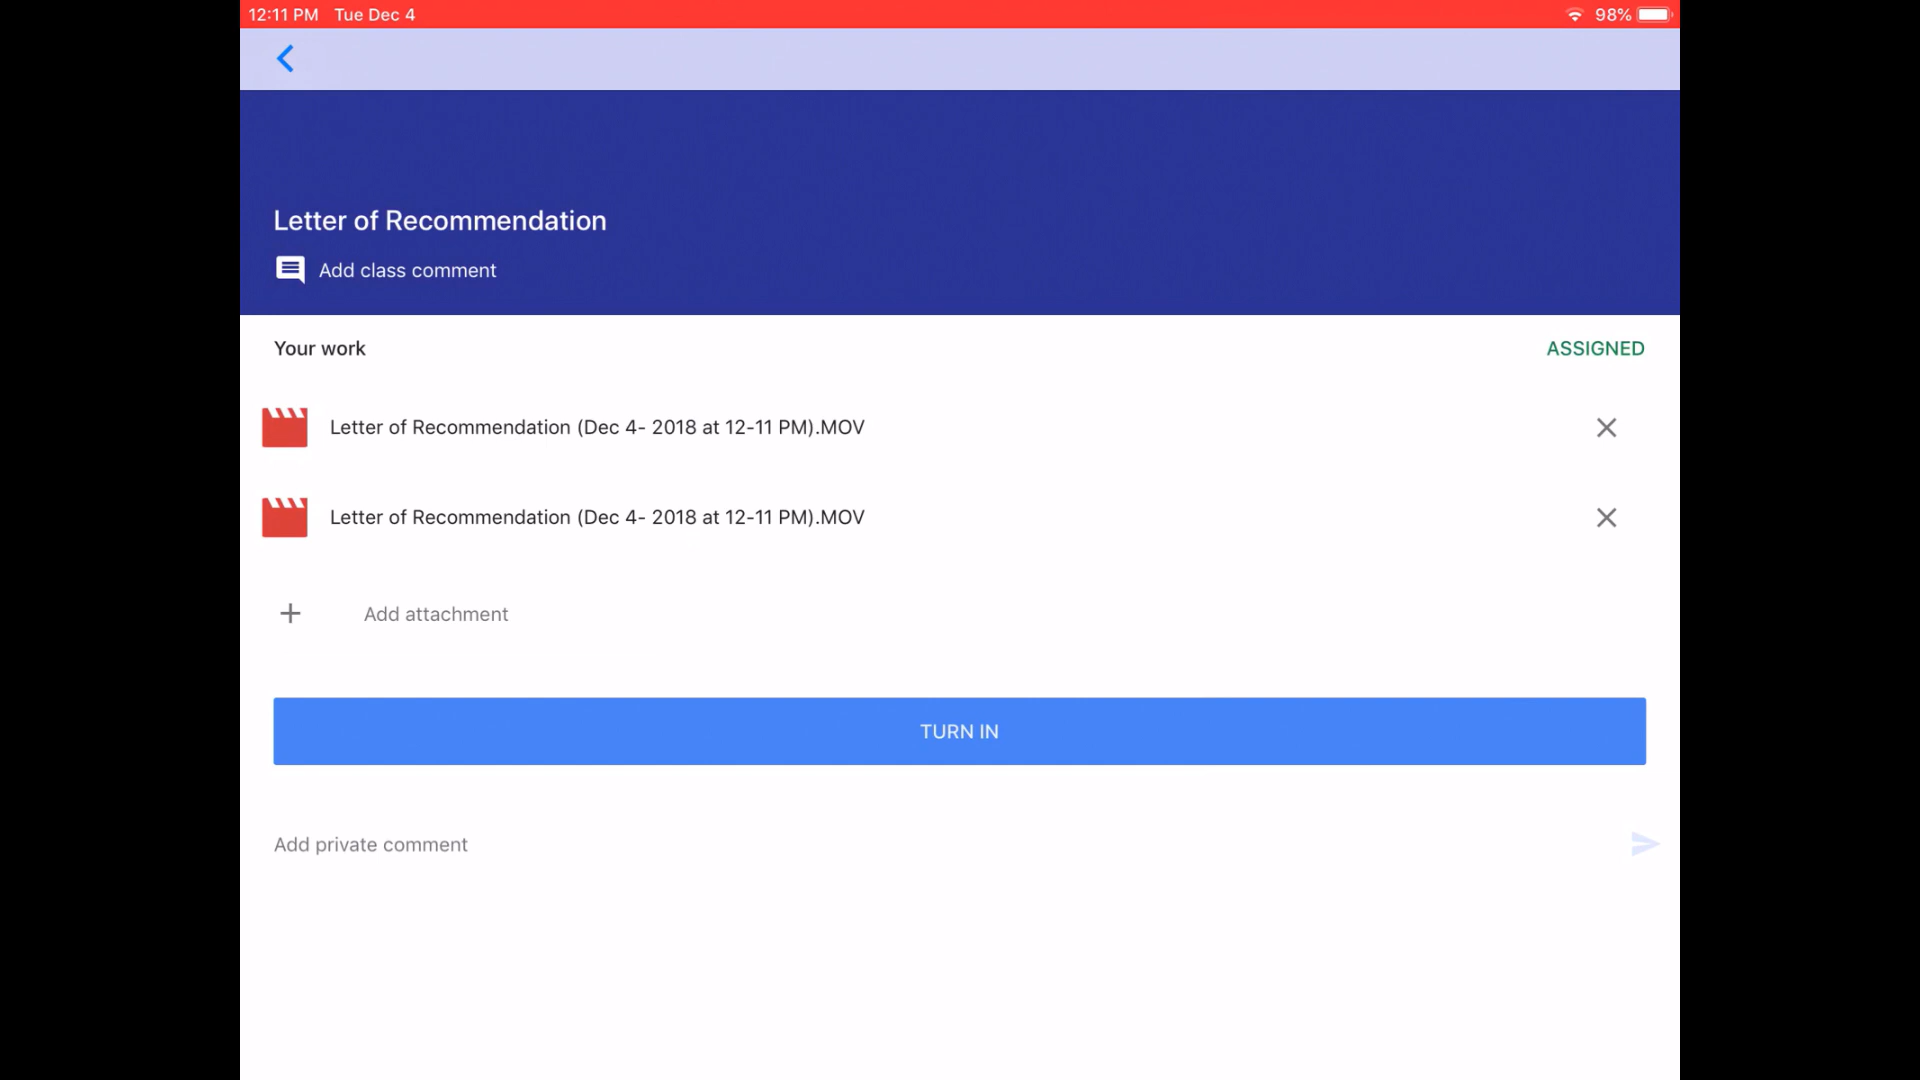 12:11 PM Tue Dec 4 98%
Letter of Recommendation
Add class comment
Your work ASSIGNED
Letter of Recommendation (Dec 4- 2018 at 12-11 PM).MOV
Letter of Recommendation (Dec 4- 2018 at 12-11 PM).MOV
Add attachment
TURN IN
Add private comment